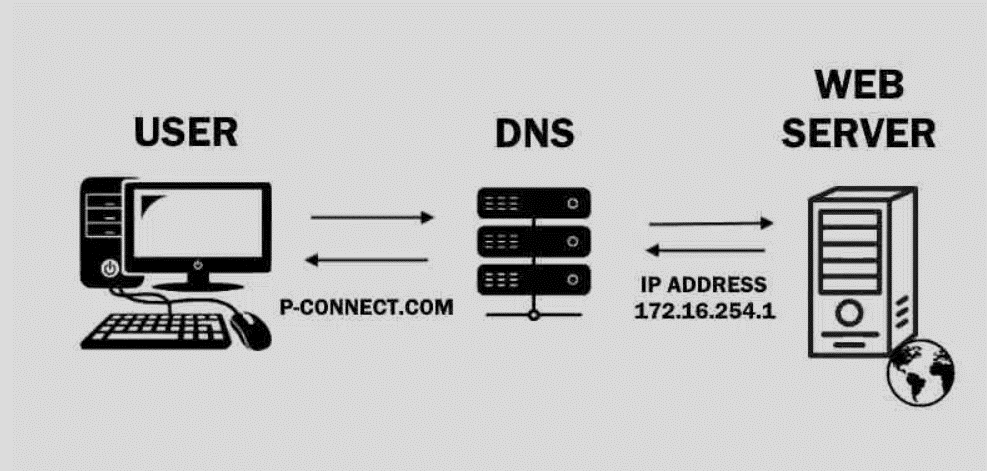 USER
DNS
WEB
SERVER
P-CONNECT.COM
IP ADDRESS
172.16.254.1